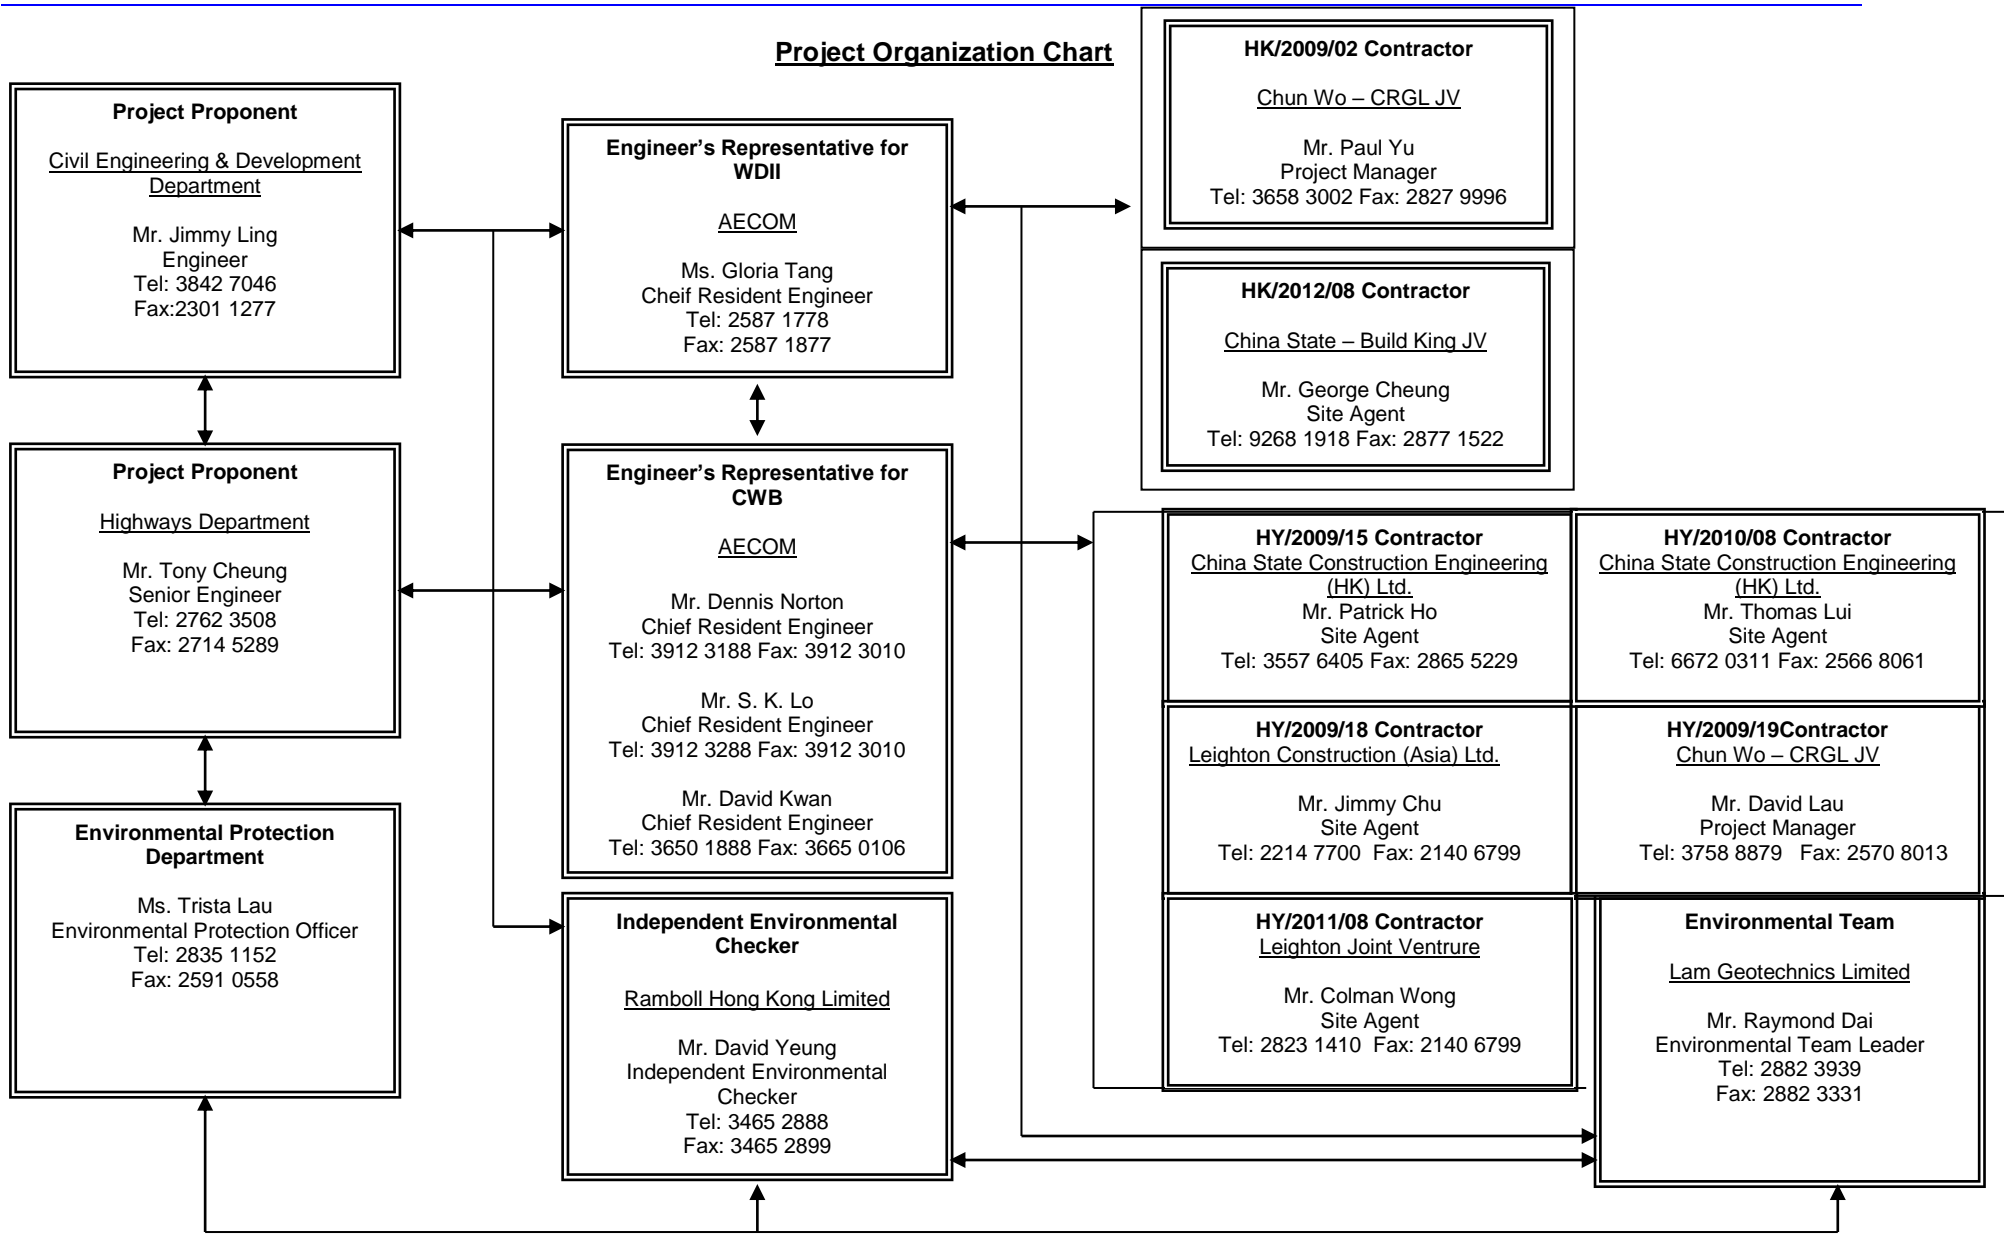 Project Organization Chart
Project Proponent
Civil Engineering & Development
Department
Mr. Jimmy Ling
Engineer
Tel: 3842 7046
Fax:2301 1277
Project Proponent
Highways Department
Mr. Tony Cheung
Senior Engineer
Tel: 2762 3508
Fax: 2714 5289
Environmental Protection
Department
Ms. Trista Lau
Environmental Protection Officer
Tel: 2835 1152
Fax: 2591 0558
Engineer’s Representative for
WDII
AECOM
Ms. Gloria Tang
Cheif Resident Engineer
Tel: 2587 1778
Fax: 2587 1877
Engineer’s Representative for
CWB
AECOM
Mr. Dennis Norton
Chief Resident Engineer
Tel: 3912 3188 Fax: 3912 3010
Mr. S. K. Lo
Chief Resident Engineer
Tel: 3912 3288 Fax: 3912 3010
Mr. David Kwan
Chief Resident Engineer
Tel: 3650 1888 Fax: 3665 0106
Independent Environmental
Checker
Ramboll Hong Kong Limited
Mr. David Yeung
Independent Environmental
Checker
Tel: 3465 2888
Fax: 3465 2899
HK/2009/02 Contractor
Chun Wo – CRGL JV
Mr. Paul Yu
Project Manager
Tel: 3658 3002 Fax: 2827 9996
HK/2012/08 Contractor
China State – Build King JV
Mr. George Cheung
Site Agent
Tel: 9268 1918 Fax: 2877 1522
HY/2009/15 Contractor
China State Construction Engineering
(HK) Ltd.
Mr. Patrick Ho
Site Agent
Tel: 3557 6405 Fax: 2865 5229
HY/2010/08 Contractor
China State Construction Engineering
(HK) Ltd.
Mr. Thomas Lui
Site Agent
Tel: 6672 0311 Fax: 2566 8061
HY/2009/18 Contractor
Leighton Construction (Asia) Ltd.
Mr. Jimmy Chu
Site Agent
Tel: 2214 7700  Fax: 2140 6799
HY/2009/19Contractor
Chun Wo – CRGL JV
Mr. David Lau
Project Manager
Tel: 3758 8879   Fax: 2570 8013
HY/2011/08 Contractor
Leighton Joint Ventrure
Mr. Colman Wong
Site Agent
Tel: 2823 1410  Fax: 2140 6799
Environmental Team
Lam Geotechnics Limited
Mr. Raymond Dai
Environmental Team Leader
Tel: 2882 3939
Fax: 2882 3331